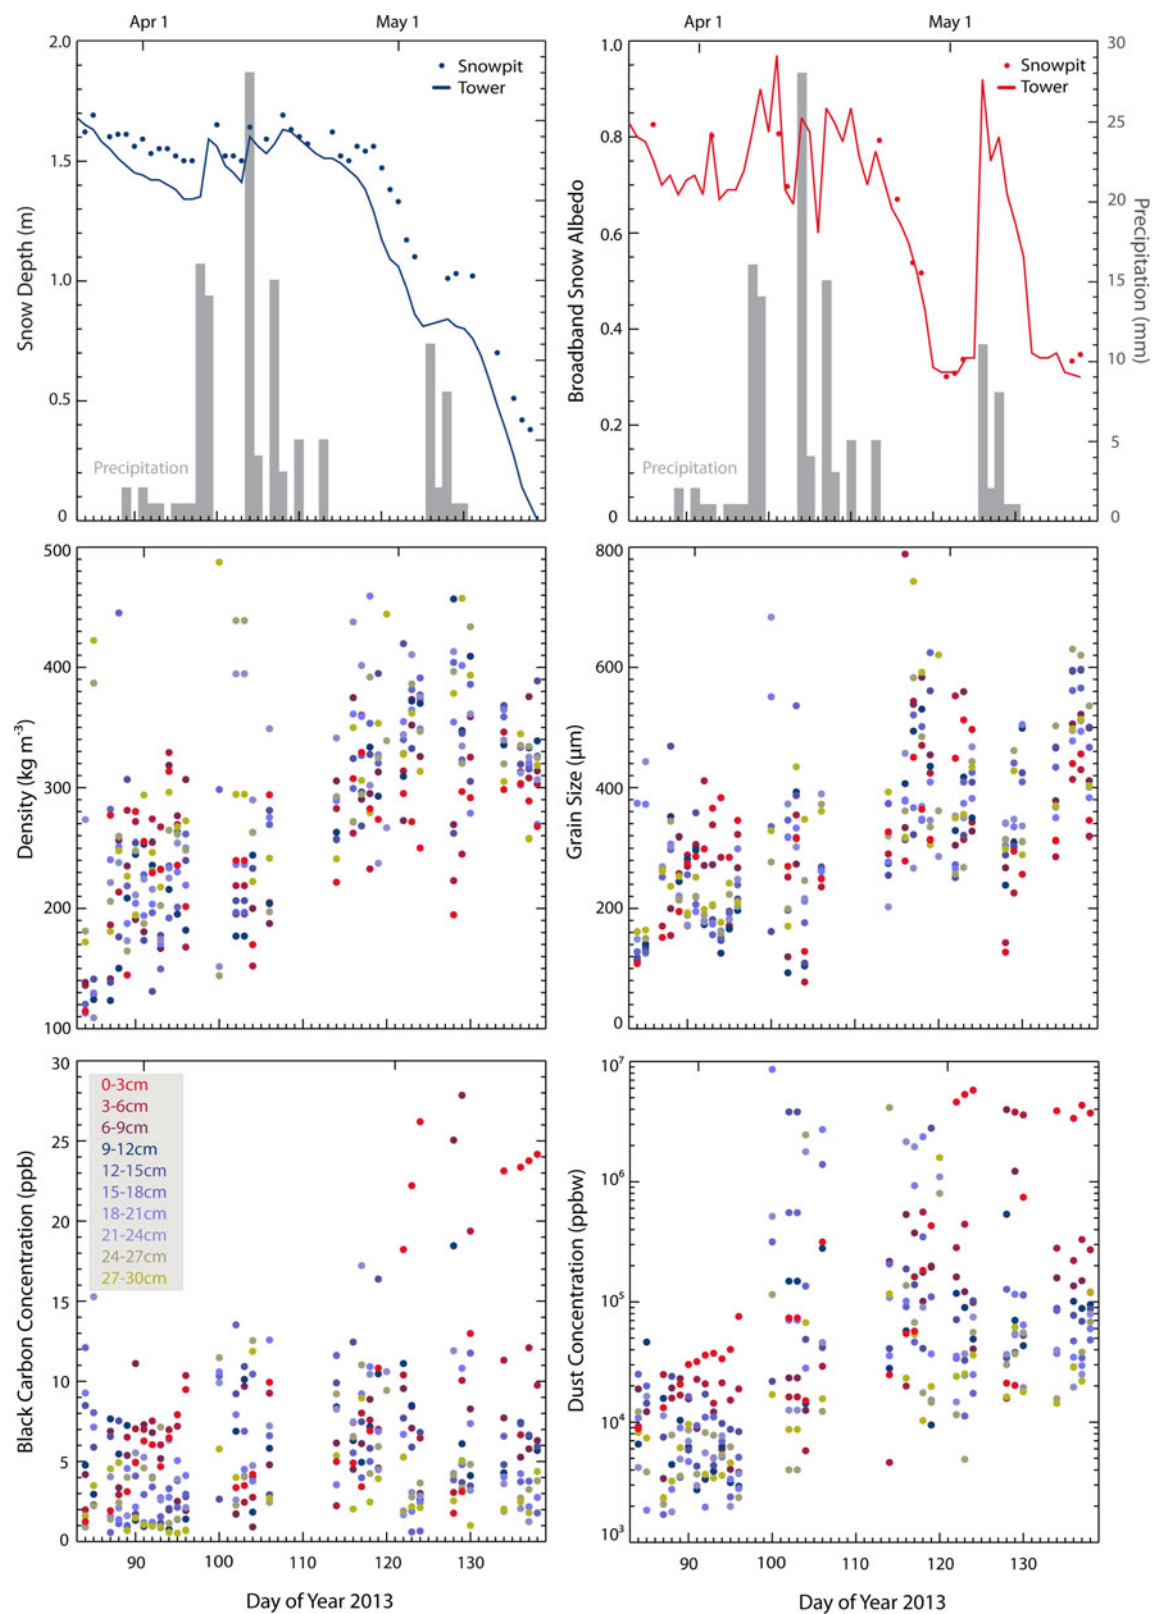 Apr 1
May 1
Apr 1
May 1
2.0
1.5
1.0
0.5
0
Snow Depth (m)
Snowpit
Tower
Precipitation
1.0
0.8
0.6
0.4
0.2
0
Broadband Snow Albedo
Snowpit
Tower
Precipitation
30
25
20
15
10
5
0
Precipitation (mm)
500
400
300
200
100
Density (kg m⁻³)
800
600
400
200
0
Grain Size (μm)
30
25
20
15
10
5
0
Black Carbon Concentration (ppb)
0-3cm
3-6cm
6-9cm
9-12cm
12-15cm
15-18cm
18-21cm
21-24cm
24-27cm
27-30cm
90
100
110
120
130
Day of Year 2013
10⁷
10⁶
10⁵
10⁴
10³
Dust Concentration (ppbw)
90
100
110
120
130
Day of Year 2013